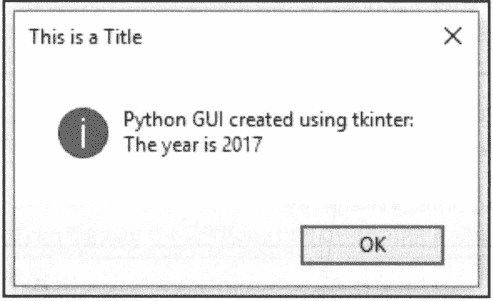 This is a Title
Python GUI created using tkinter:
The year is 2017
OK